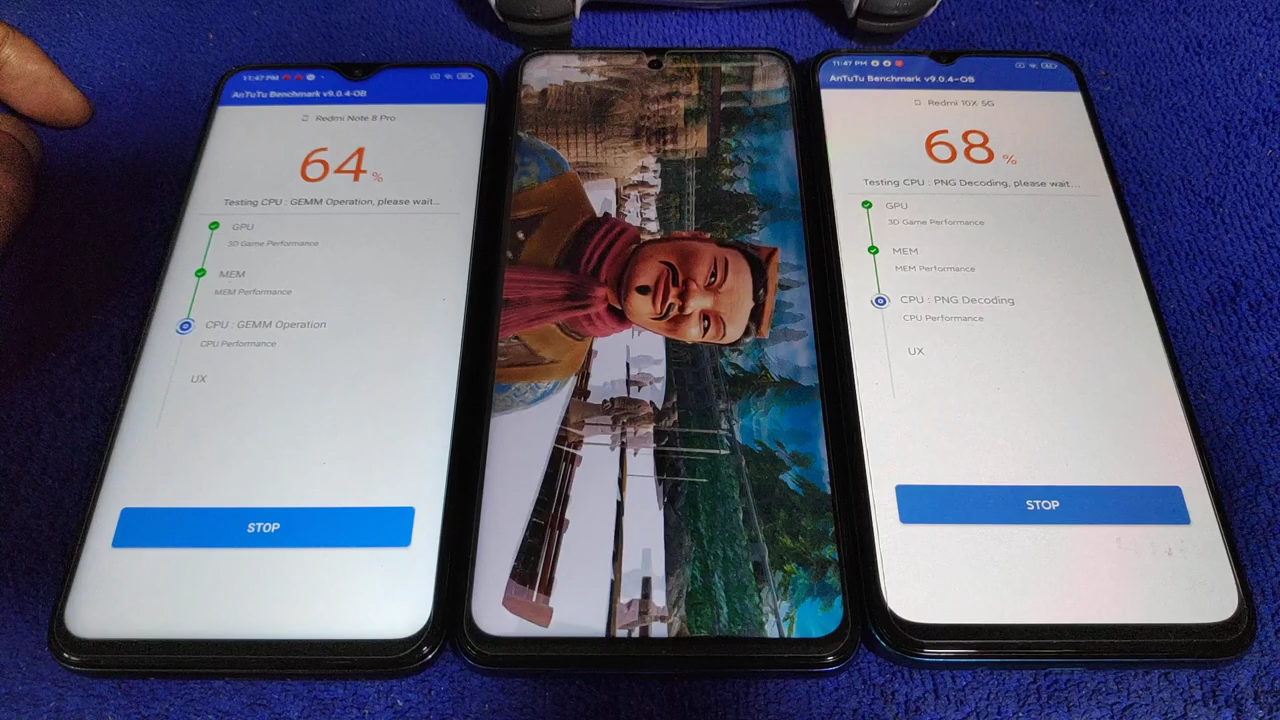 11:47 PM
AnTuTu Benchmark v9.0.4-OB
Redmi Note 8 Pro
64%
Testing CPU : GEMM Operation, please wait...
GPU
3D Game Performance
MEM
MEM Performance
CPU : GEMM Operation
CPU Performance
UX
STOP
11:47 PM
AnTuTu Benchmark v9.0.4-OB
Redmi 10X 5G
68%
Testing CPU : PNG Decoding, please wait...
GPU
3D Game Performance
MEM
MEM Performance
CPU : PNG Decoding
CPU Performance
UX
STOP